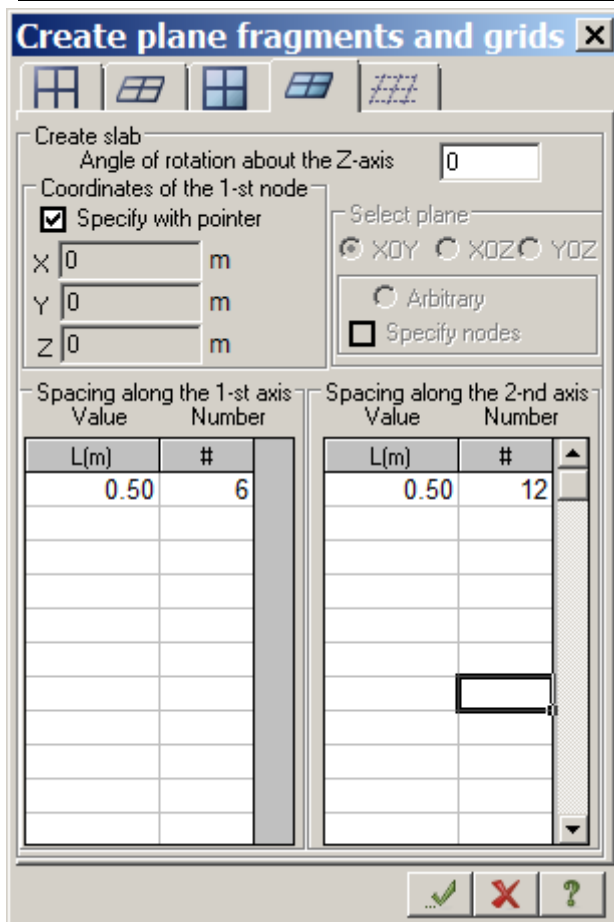 Create plane fragments and grids
Create slab
Angle of rotation about the Z-axis 0
Coordinates of the 1-st node
Specify with pointer
X 0 m
Y 0 m
Z 0 m
Select plane
XOY XOZ YOZ
Arbitrary
Specify nodes
Spacing along the 1-st axis
Value Number
L(m) #
0.50 6
Spacing along the 2-nd axis
Value Number
L(m) #
0.50 12
?